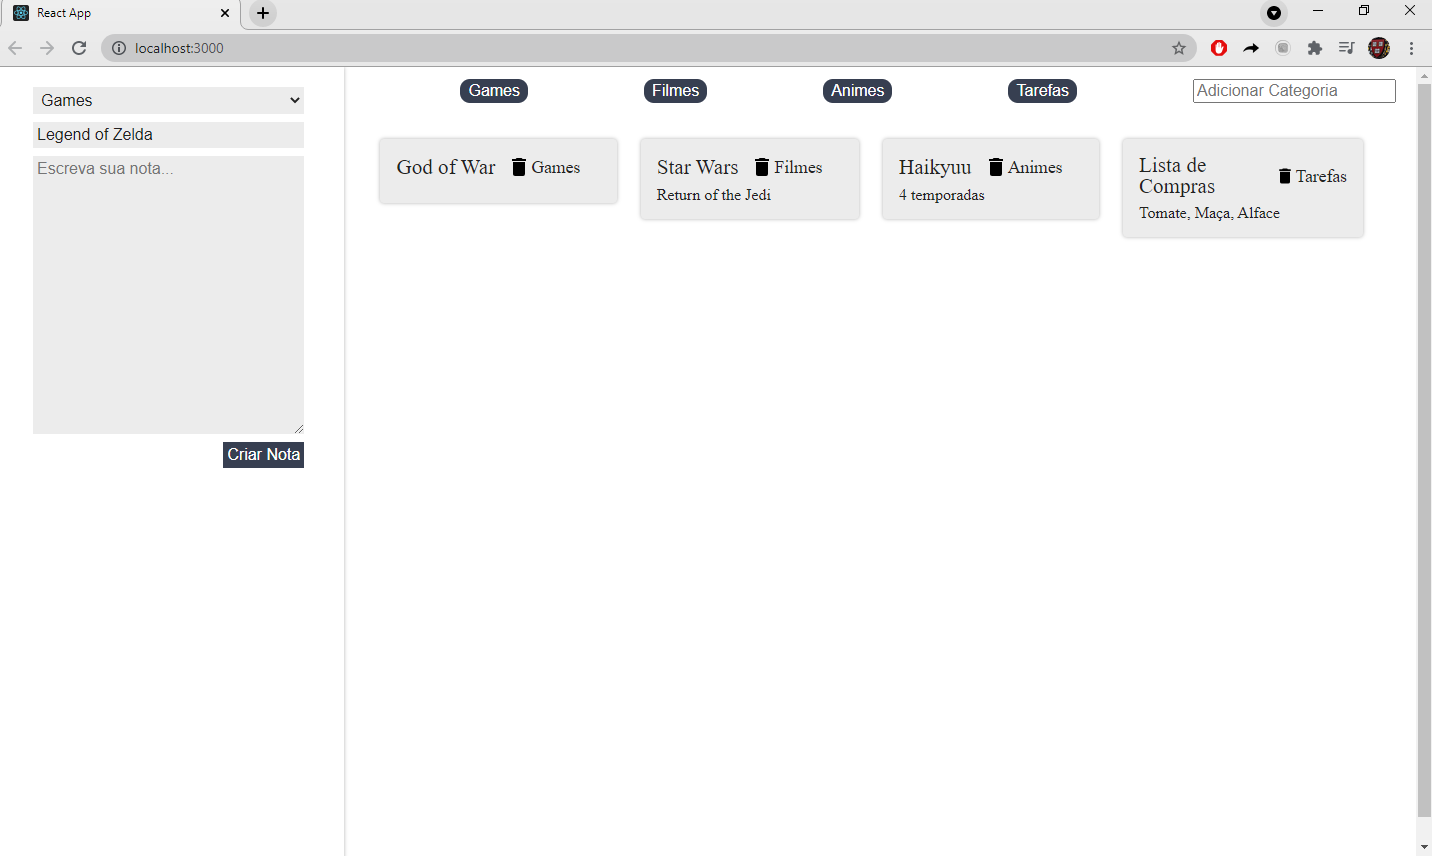 React App
localhost:3000
Games
Legend of Zelda
Escreva sua nota...
Criar Nota
Games Filmes Animes Tarefas Adicionar Categoria
God of War Games
Star Wars Filmes
Return of the Jedi
Haikyuu Animes
4 temporadas
Lista de
Compras Tarefas
Tomate, Maça, Alface